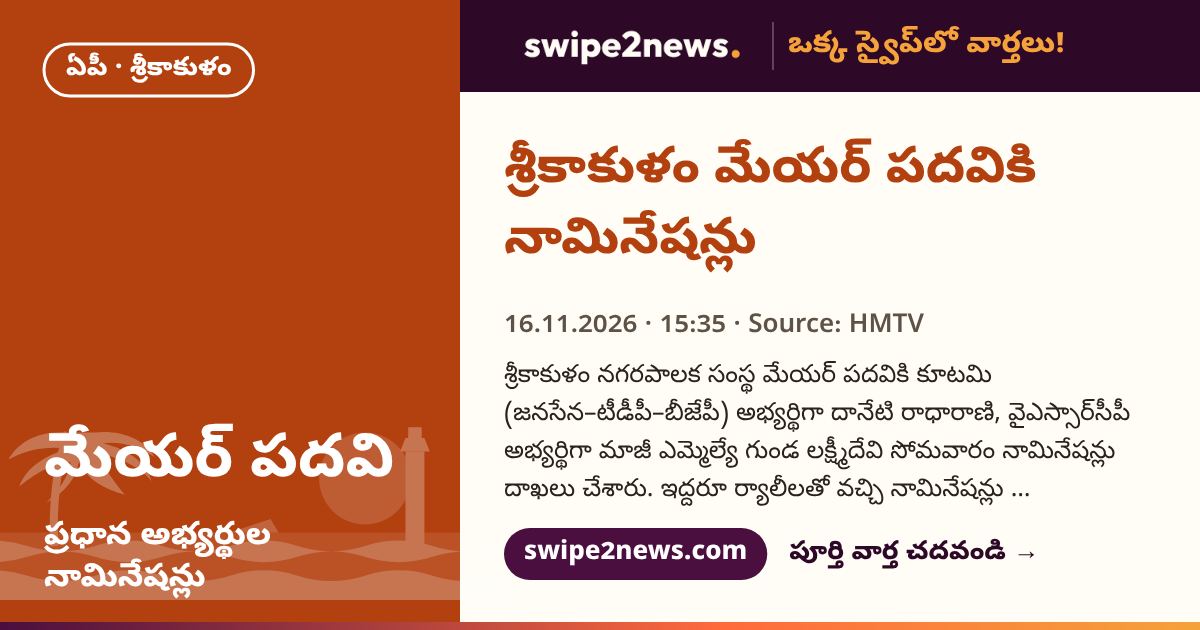 ఏపీ · శ్రీకాకుళం
మేయర్ పదవి
ప్రధాన అభ్యర్థుల
నామినేషన్లు
swipe2news.
ఒక్క స్వైప్‌లో వార్తలు!
శ్రీకాకుళం మేయర్ పదవికి
నామినేషన్లు
16.11.2026 · 15:35 · Source: HMTV
శ్రీకాకుళం నగరపాలక సంస్థ మేయర్ పదవికి కూటమి
(జనసేన–టీడీపీ–బీజేపీ) అభ్యర్థిగా దానేటి రాధారాణి, వైఎస్సార్‌సీపీ
అభ్యర్థిగా మాజీ ఎమ్మెల్యే గుండ లక్ష్మీదేవి సోమవారం నామినేషన్లు
దాఖలు చేశారు. ఇద్దరూ ర్యాలీలతో వచ్చి నామినేషన్లు ...
swipe2news.com
పూర్తి వార్త చదవండి →